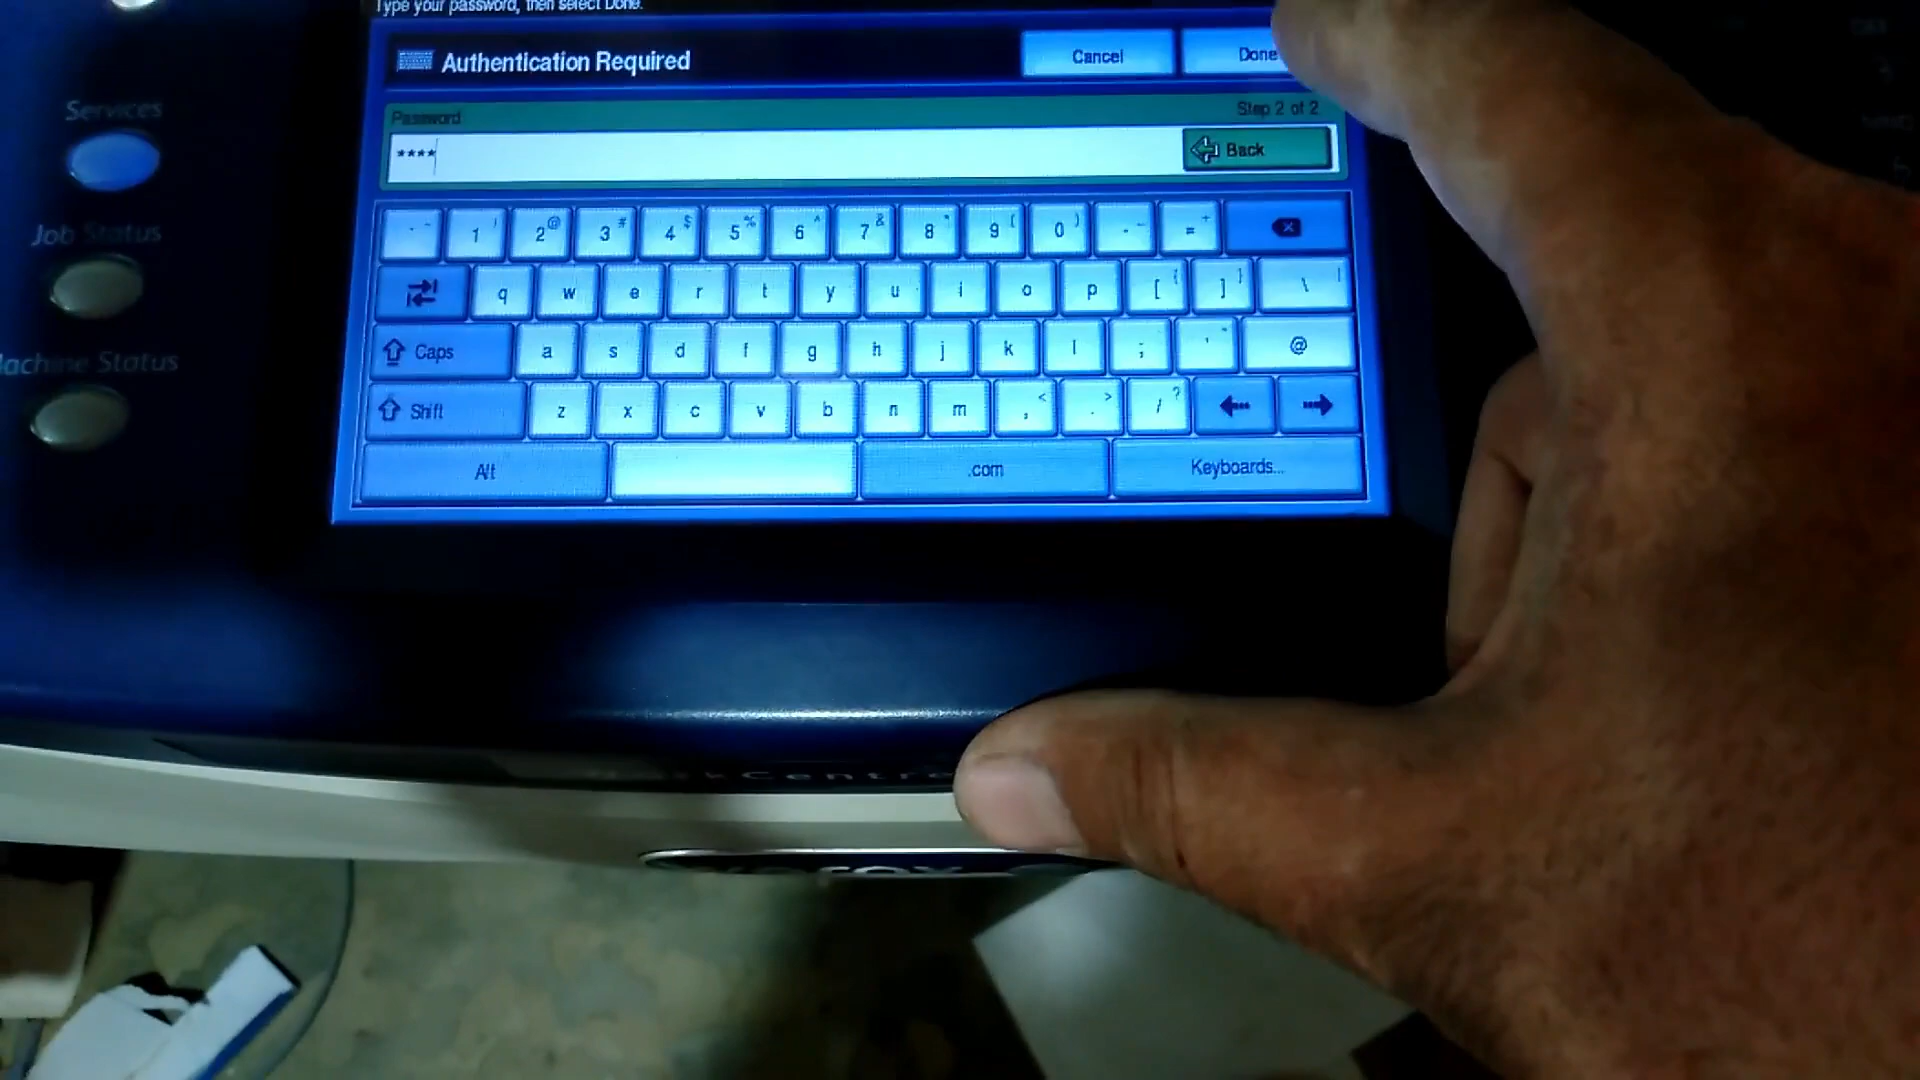 Type your password, then select Done.
Authentication Required
Cancel
Done
Password
Step 2 of 2
****
Back
Services
Job Status
Machine Status
1 2 @ 3 # 4 $ 5 % 6 ^ 7 & 8 * 9 ( 0 ) - = +
q w e r t y u i o p [ { ] } \ |
Caps a s d f g h j k l ; ' " @
Shift z x c v b n m , < . > / ?
Alt .com Keyboards...